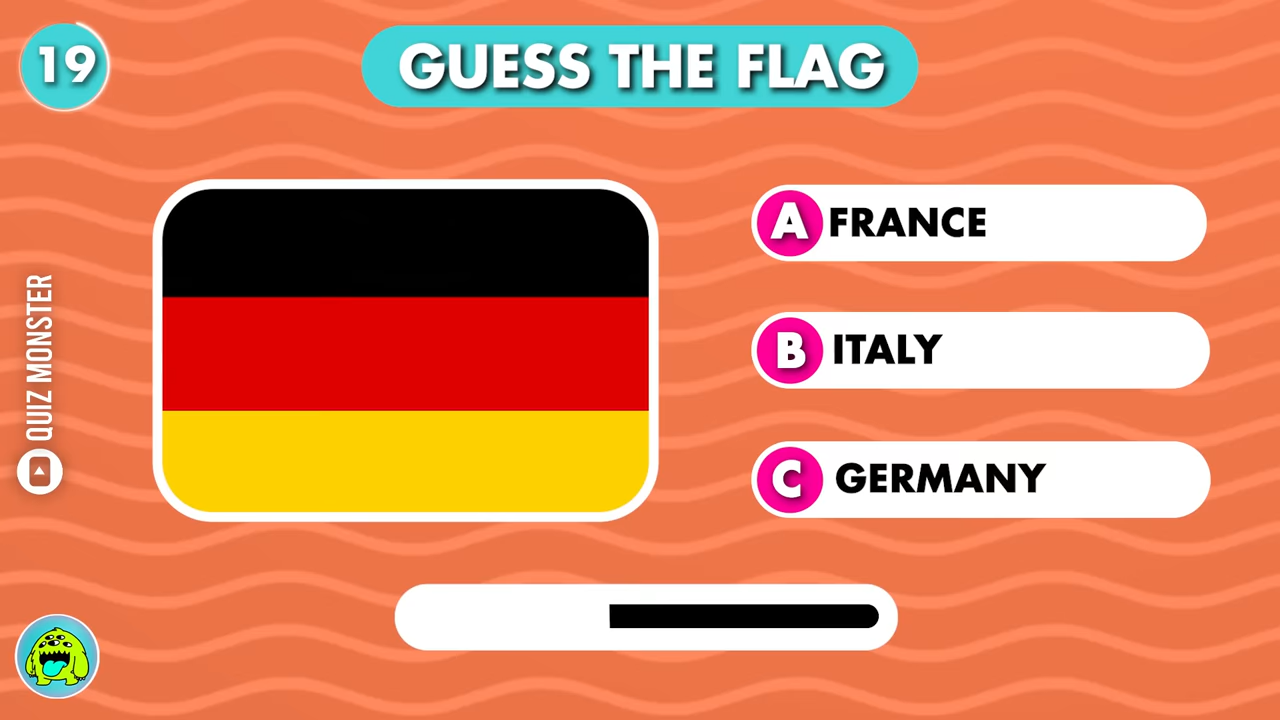 19
GUESS THE FLAG
A FRANCE
B ITALY
C GERMANY
QUIZ MONSTER